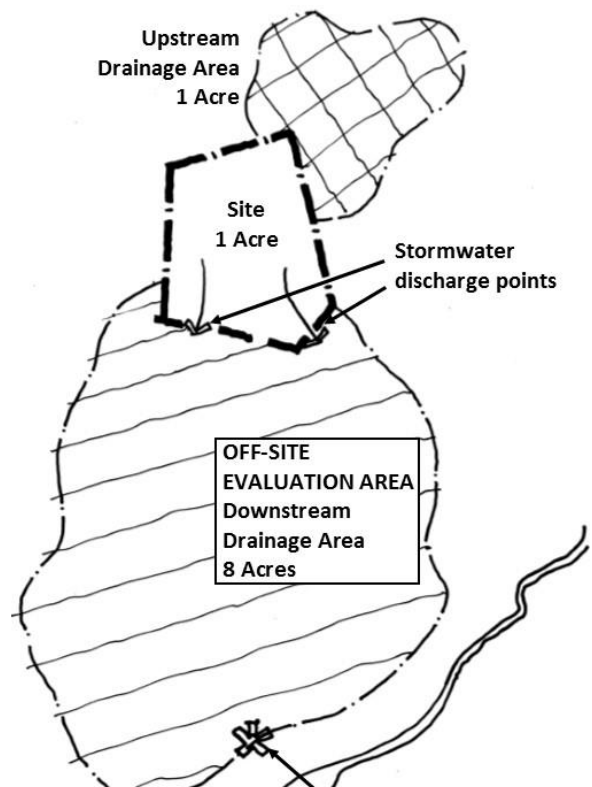 Upstream
Drainage Area
1 Acre
Site
1 Acre
Stormwater
discharge points
OFF-SITE
EVALUATION AREA
Downstream
Drainage Area
8 Acres